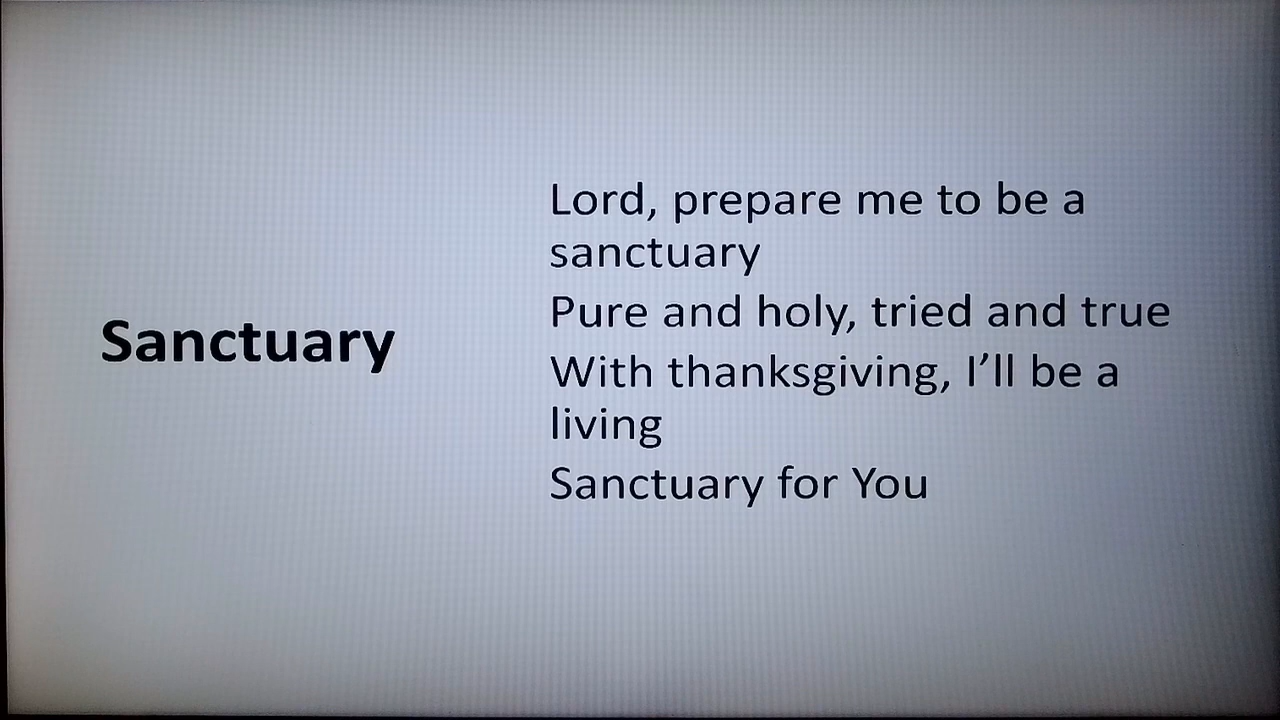 Sanctuary
Lord, prepare me to be a
sanctuary
Pure and holy, tried and true
With thanksgiving, I’ll be a
living
Sanctuary for You